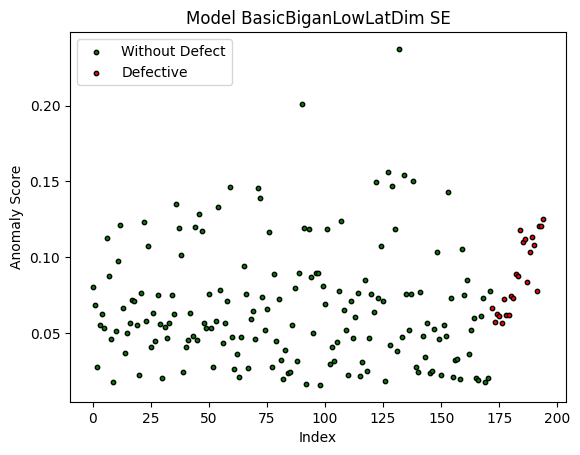 Model BasicBiganLowLatDim SE
Without Defect
Defective
Anomaly Score
0.20
0.15
0.10
0.05
0 25 50 75 100 125 150 175 200
Index